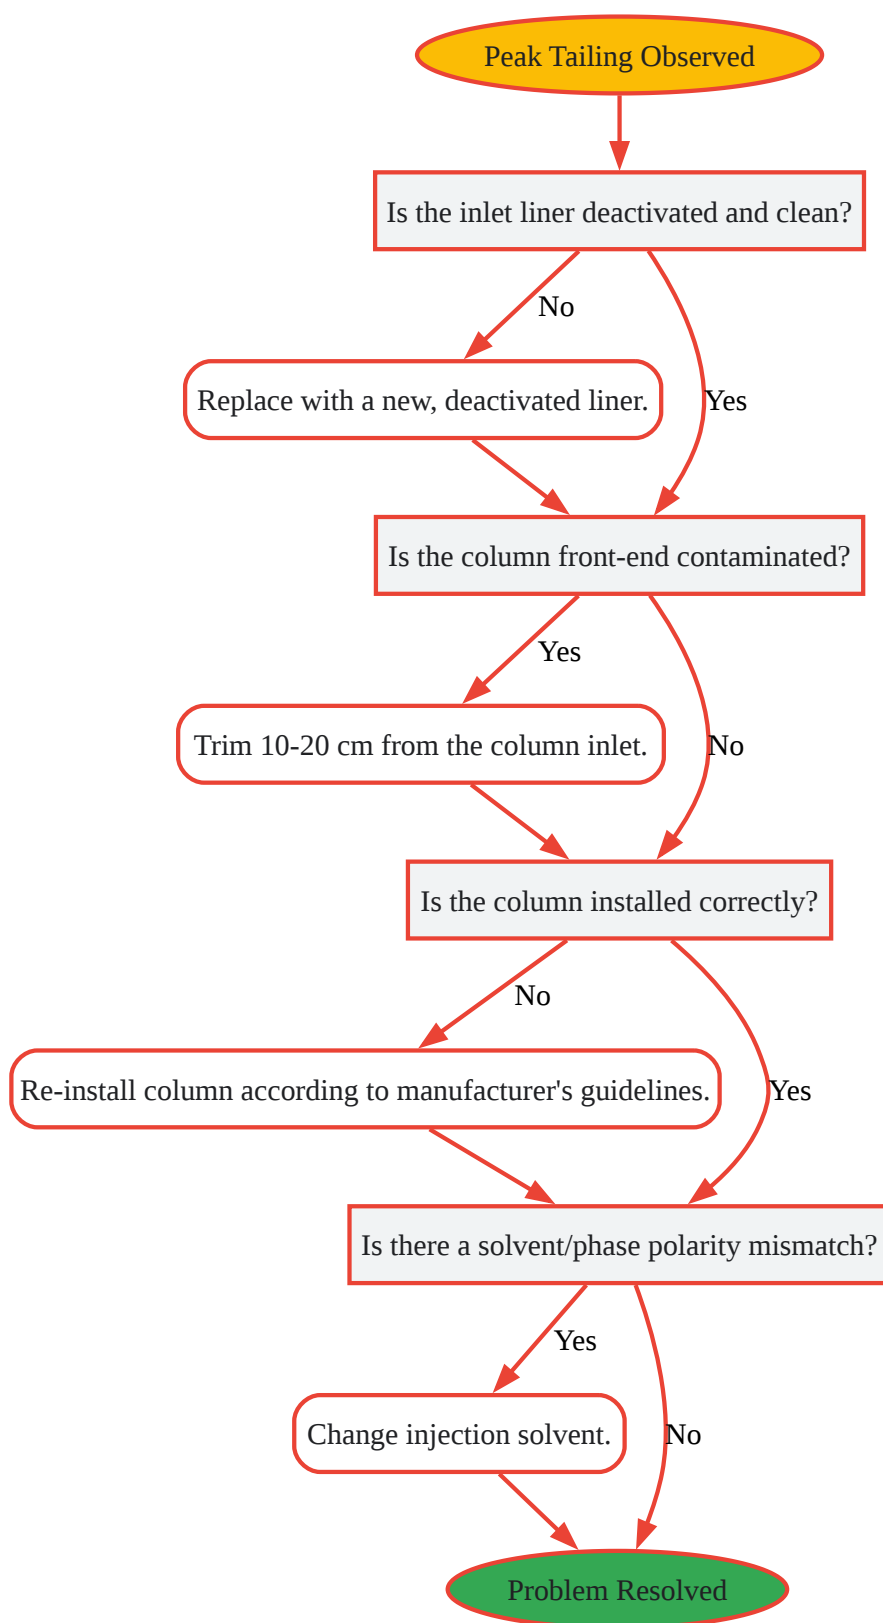 Peak Tailing Observed
Is the inlet liner deactivated and clean?
No
Replace with a new, deactivated liner.
Yes
Is the column front-end contaminated?
Yes
Trim 10-20 cm from the column inlet.
No
Is the column installed correctly?
No
Re-install column according to manufacturer's guidelines.
Yes
Is there a solvent/phase polarity mismatch?
Yes
Change injection solvent.
No
Problem Resolved